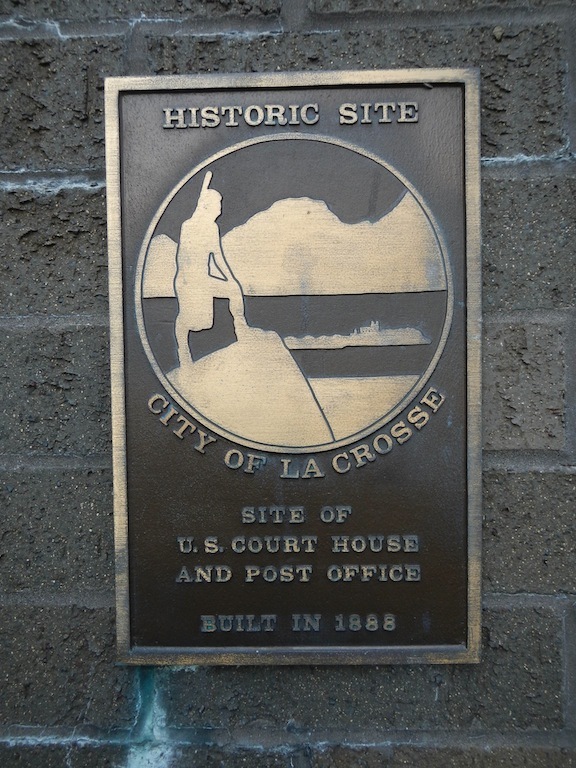 HISTORIC SITE
CITY OF LA CROSSE
SITE OF
U.S. COURT HOUSE
AND POST OFFICE
BUILT IN 1888